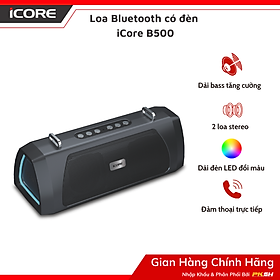 iCORE
Loa Bluetooth có đèn
iCore B500
Dải bass tăng cường
2 loa stereo
Dải đèn LED đổi màu
Đàm thoại trực tiếp
iCORE
Gian Hàng Chính Hãng
Nhập Khẩu & Phân Phối Bởi PKSH